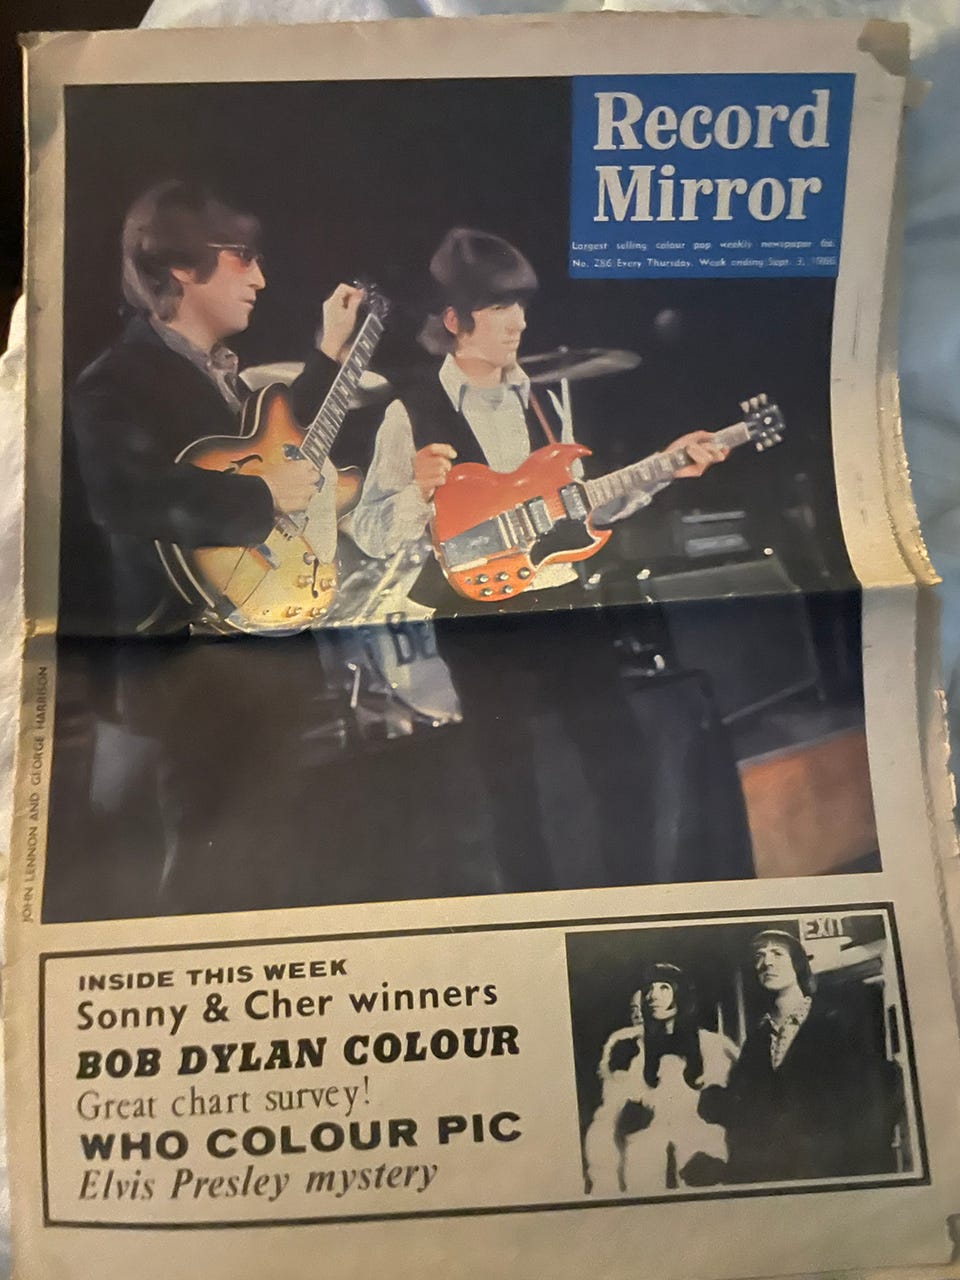 Record
Mirror
Largest selling colour pop weekly newspaper 6d.
No. 286 Every Thursday. Week ending Sept. 3, 1966
Be
JOHN LENNON AND GEORGE HARRISON
INSIDE THIS WEEK
Sonny & Cher winners
BOB DYLAN COLOUR
Great chart survey!
WHO COLOUR PIC
Elvis Presley mystery
EXIT